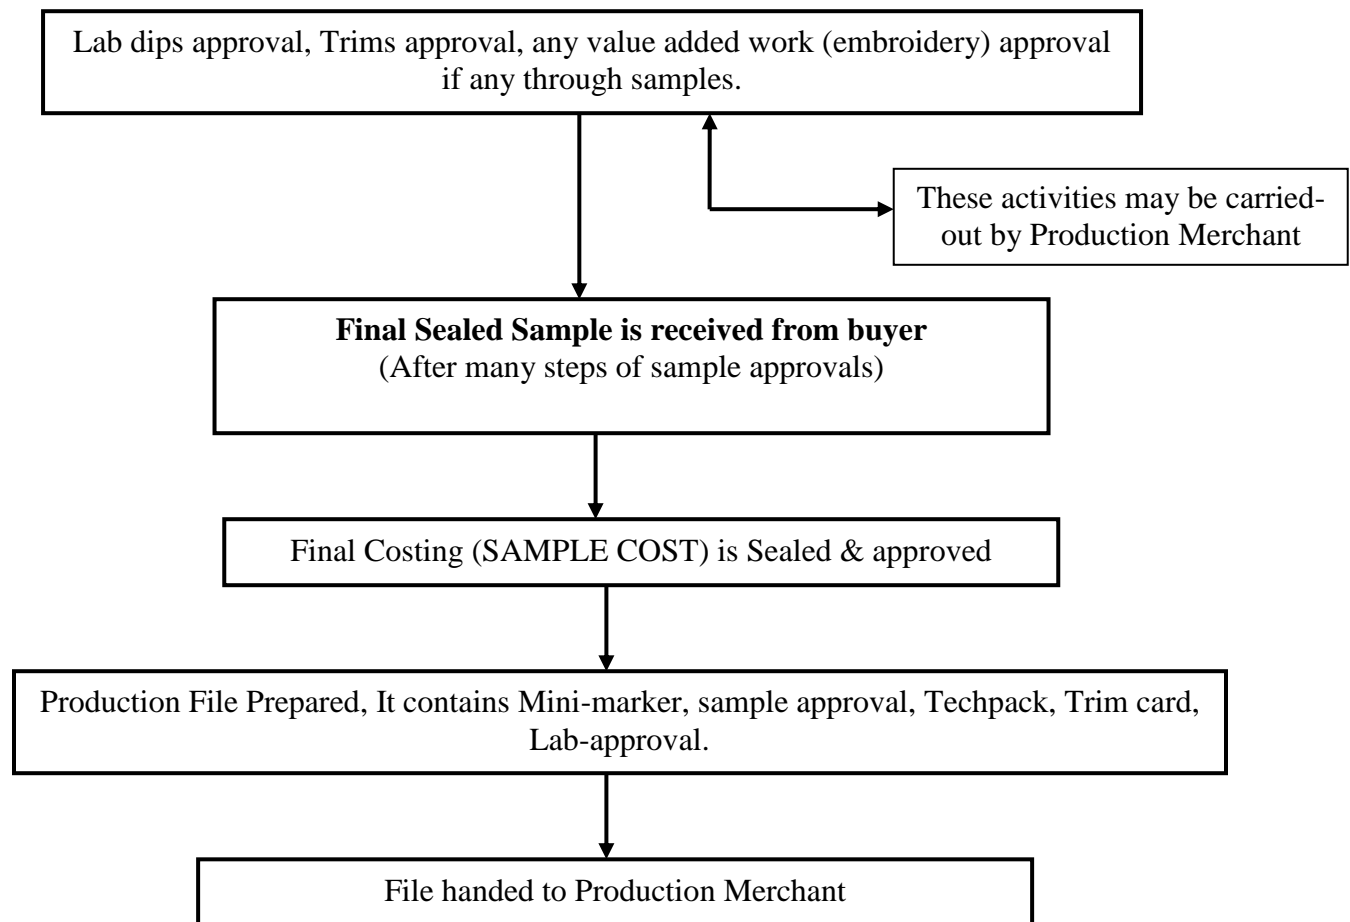 Lab dips approval, Trims approval, any value added work (embroidery) approval
if any through samples.
These activities may be carried-
out by Production Merchant
Final Sealed Sample is received from buyer
(After many steps of sample approvals)
Final Costing (SAMPLE COST) is Sealed & approved
Production File Prepared, It contains Mini-marker, sample approval, Techpack, Trim card,
Lab-approval.
File handed to Production Merchant